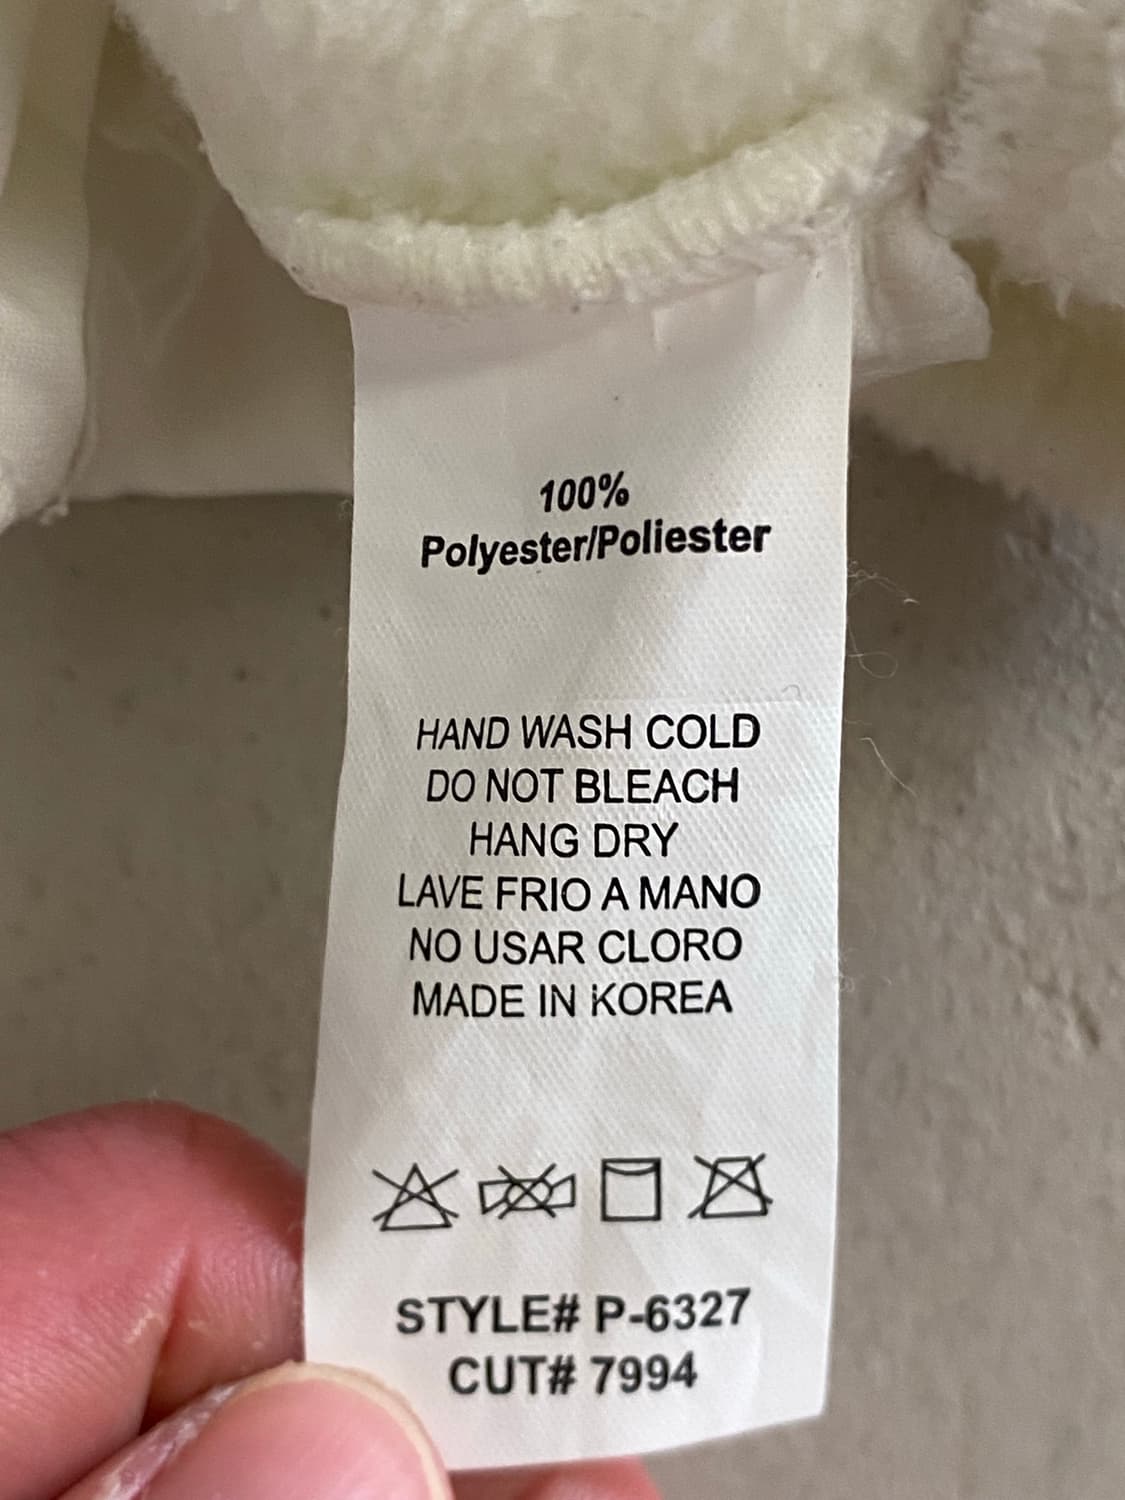 100%
Polyester/Poliester
HAND WASH COLD
DO NOT BLEACH
HANG DRY
LAVE FRIO A MANO
NO USAR CLORO
MADE IN KOREA
STYLE# P-6327
CUT# 7994